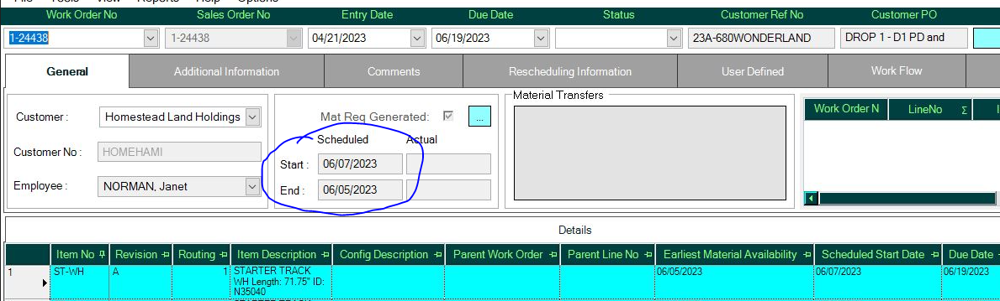 File Tools View Reports Help Options
Work Order No Sales Order No Entry Date Due Date Status Customer Ref No Customer PO
1-24438 1-24438 04/21/2023 06/19/2023 23A-680WONDERLAND DROP 1 - D1 PD and
General Additional Information Comments Rescheduling Information User Defined Work Flow
Customer : Homestead Land Holdings
Customer No : HOMEHAMI
Employee : NORMAN, Janet
Mat Req Generated: ...
Scheduled Actual
Start : 06/07/2023
End : 06/05/2023
Material Transfers
Work Order N LineNo Σ
Details
Item No Revision Routing Item Description Config Description Parent Work Order Parent Line No Earliest Material Availability Scheduled Start Date Due Date
1 ST-WH A 1 STARTER TRACK 06/05/2023 06/07/2023 06/19/2023
WH Length: 71.75" ID:
N35040